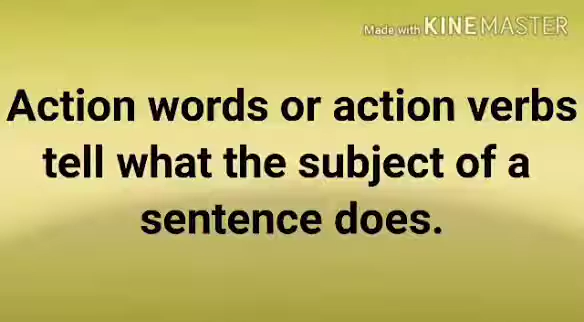 Made with KINEMASTER
Action words or action verbs
tell what the subject of a
sentence does.